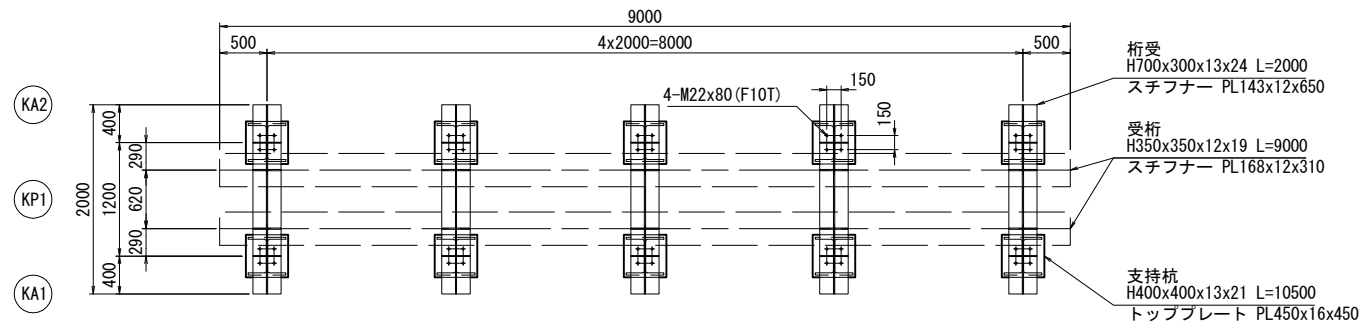 9000
500
4x2000=8000
500
桁受
H700x300x13x24 L=2000
スチフナー PL143x12x650
150
4-M22x80(F10T)
150
KA2
400
290
受桁
H350x350x12x19 L=9000
スチフナー PL168x12x310
KP1
2000
1200
620
290
400
KA1
支持杭
H400x400x13x21 L=10500
トッププレート PL450x16x450